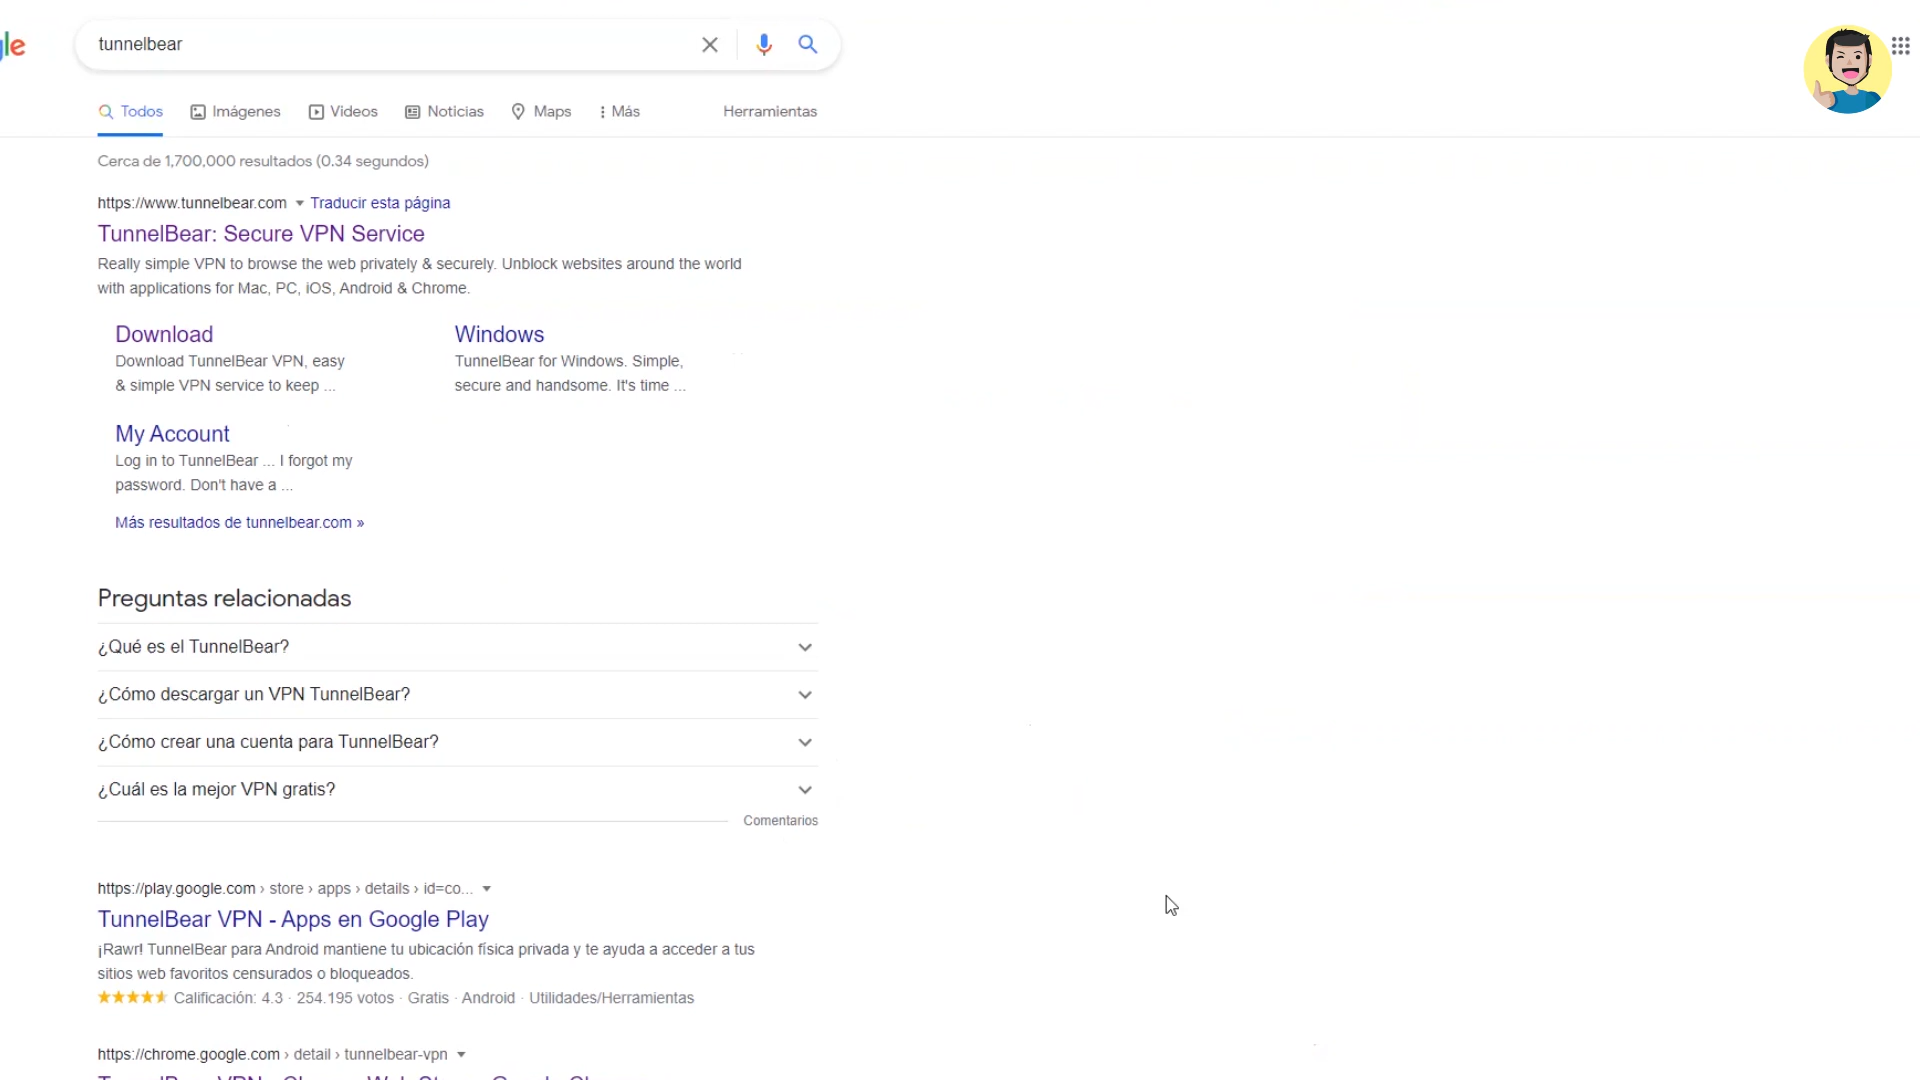 gle
tunnelbear
Todos Imágenes Videos Noticias Maps Más Herramientas
Cerca de 1,700,000 resultados (0.34 segundos)
https://www.tunnelbear.com Traducir esta página
TunnelBear: Secure VPN Service
Really simple VPN to browse the web privately & securely. Unblock websites around the world
with applications for Mac, PC, iOS, Android & Chrome.
Download
Download TunnelBear VPN, easy
& simple VPN service to keep ...
Windows
TunnelBear for Windows. Simple,
secure and handsome. It's time ...
My Account
Log in to TunnelBear ... I forgot my
password. Don't have a ...
Más resultados de tunnelbear.com »
Preguntas relacionadas
¿Qué es el TunnelBear?
¿Cómo descargar un VPN TunnelBear?
¿Cómo crear una cuenta para TunnelBear?
¿Cuál es la mejor VPN gratis?
Comentarios
https://play.google.com › store › apps › details › id=co...
TunnelBear VPN - Apps en Google Play
¡Rawr! TunnelBear para Android mantiene tu ubicación física privada y te ayuda a acceder a tus
sitios web favoritos censurados o bloqueados.
Calificación: 4.3 · 254.195 votos · Gratis · Android · Utilidades/Herramientas
https://chrome.google.com › detail › tunnelbear-vpn